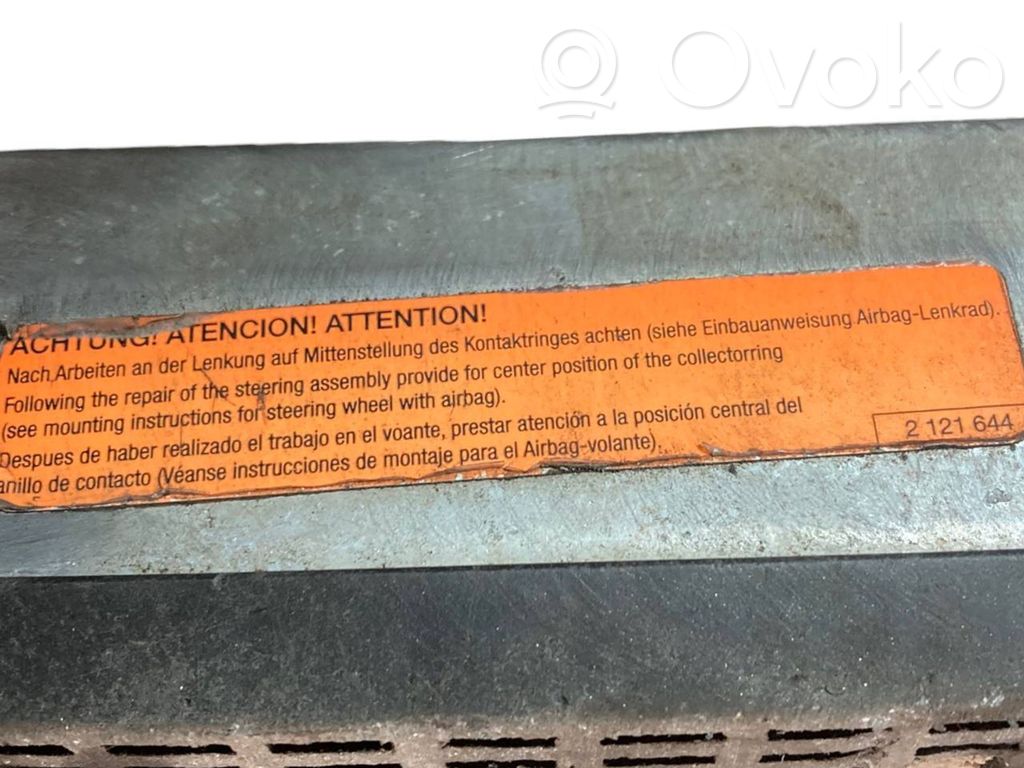 Ovoko
ACHTUNG! ATENCION! ATTENTION!
Nach Arbeiten an der Lenkung auf Mittenstellung des Kontaktringes achten (siehe Einbauanweisung Airbag-Lenkrad).
Following the repair of the steering assembly provide for center position of the collectorring
(see mounting instructions for steering wheel with airbag).
Despues de haber realizado el trabajo en el voante, prestar atención a la posición central del
anillo de contacto (Véanse instrucciones de montaje para el Airbag-volante).
2 121 644